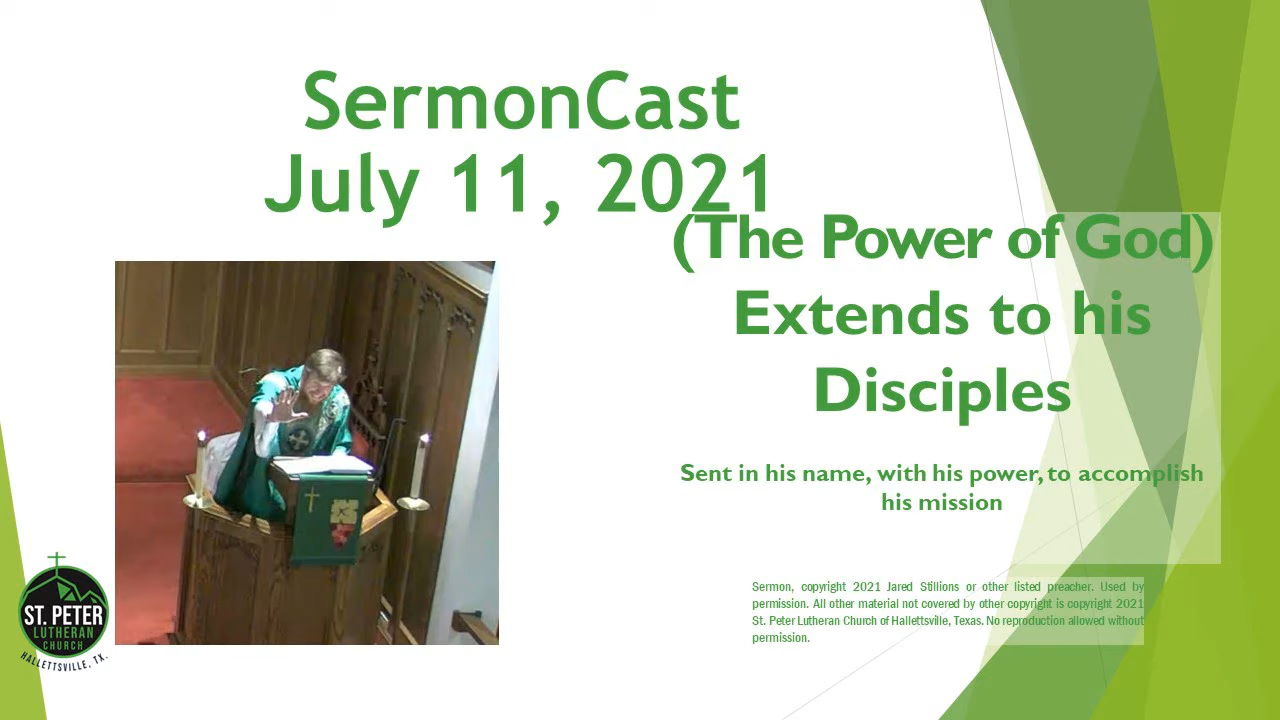 SermonCast
July 11, 2021
(The Power of God)
Extends to his
Disciples
Sent in his name, with his power, to accomplish
his mission
Sermon, copyright 2021 Jared Stillions or other listed preacher. Used by
permission. All other material not covered by other copyright is copyright 2021
St. Peter Lutheran Church of Hallettsville, Texas. No reproduction allowed without
permission.
ST. PETER
LUTHERAN
CHURCH
HALLETTSVILLE, TX.